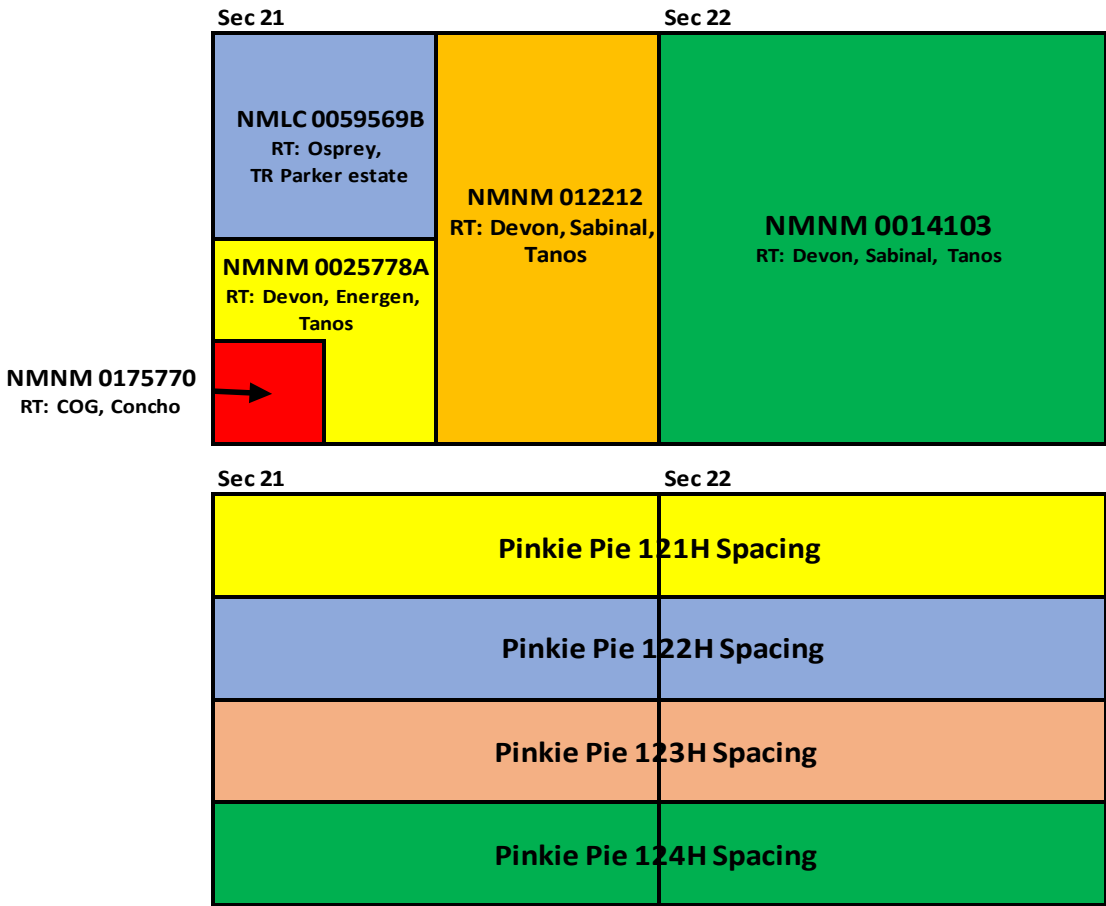 Sec 21
Sec 22
NMLC 0059569B
RT: Osprey,
TR Parker estate
NMNM 012212
RT: Devon, Sabinal,
Tanos
NMNM 0014103
RT: Devon, Sabinal, Tanos
NMNM 0025778A
RT: Devon, Energen,
Tanos
NMNM 0175770
RT: COG, Concho
Sec 21
Sec 22
Pinkie Pie 121H Spacing
Pinkie Pie 122H Spacing
Pinkie Pie 123H Spacing
Pinkie Pie 124H Spacing